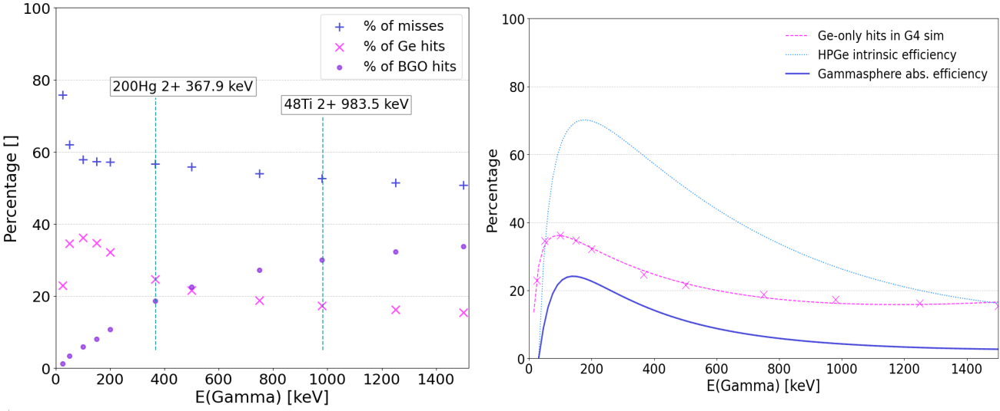 100
80
60
40
20
0
Percentage []
% of misses
% of Ge hits
% of BGO hits
200Hg 2+ 367.9 keV
48Ti 2+ 983.5 keV
0 200 400 600 800 1000 1200 1400
E(Gamma) [keV]
100
80
60
40
20
0
Percentage
Ge-only hits in G4 sim
HPGe intrinsic efficiency
Gammasphere abs. efficiency
0 200 400 600 800 1000 1200 1400
E(Gamma) [keV]